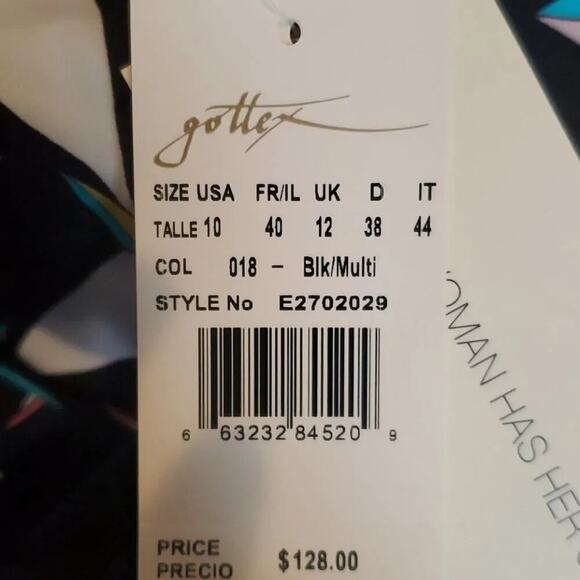 gottex
SIZE USA FR/IL UK D IT
TALLE 10 40 12 38 44
COL 018 - Blk/Multi
STYLE No E2702029
6 63232 84520 9
PRICE
PRECIO $128.00
OMAN HAS HER